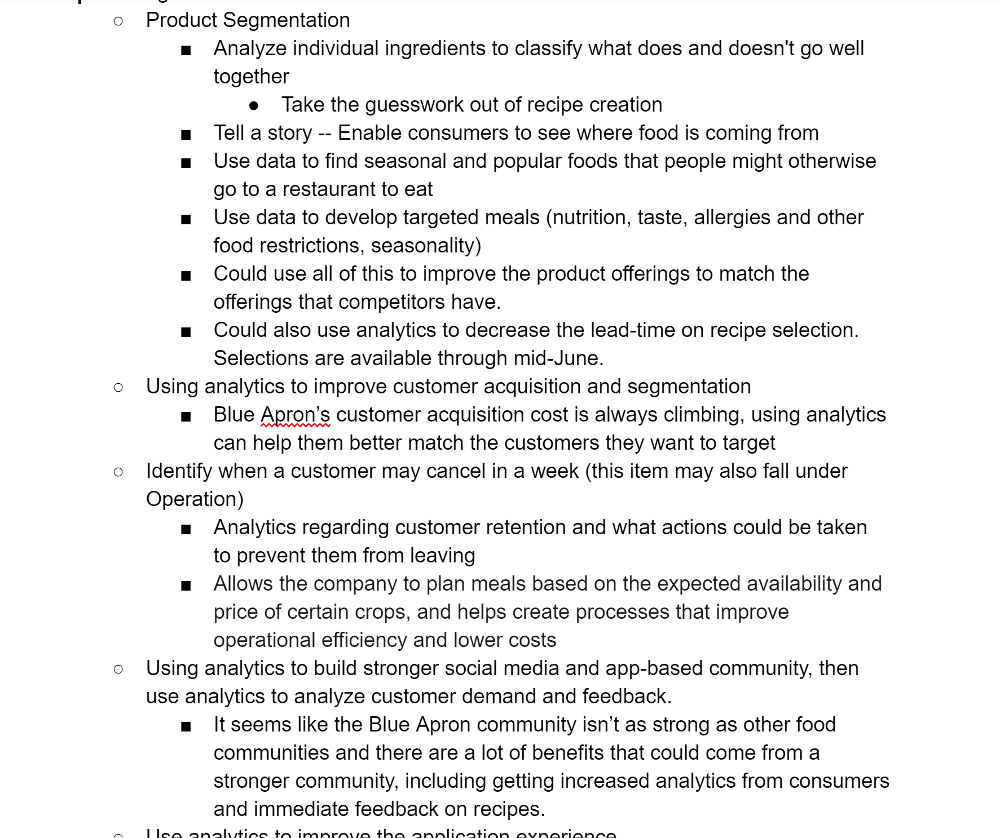 Product Segmentation
Analyze individual ingredients to classify what does and doesn't go well
together
Take the guesswork out of recipe creation
Tell a story -- Enable consumers to see where food is coming from
Use data to find seasonal and popular foods that people might otherwise
go to a restaurant to eat
Use data to develop targeted meals (nutrition, taste, allergies and other
food restrictions, seasonality)
Could use all of this to improve the product offerings to match the
offerings that competitors have.
Could also use analytics to decrease the lead-time on recipe selection.
Selections are available through mid-June.
Using analytics to improve customer acquisition and segmentation
Blue Apron’s customer acquisition cost is always climbing, using analytics
can help them better match the customers they want to target
Identify when a customer may cancel in a week (this item may also fall under
Operation)
Analytics regarding customer retention and what actions could be taken
to prevent them from leaving
Allows the company to plan meals based on the expected availability and
price of certain crops, and helps create processes that improve
operational efficiency and lower costs
Using analytics to build stronger social media and app-based community, then
use analytics to analyze customer demand and feedback.
It seems like the Blue Apron community isn’t as strong as other food
communities and there are a lot of benefits that could come from a
stronger community, including getting increased analytics from consumers
and immediate feedback on recipes.
Use analytics to improve the application experience